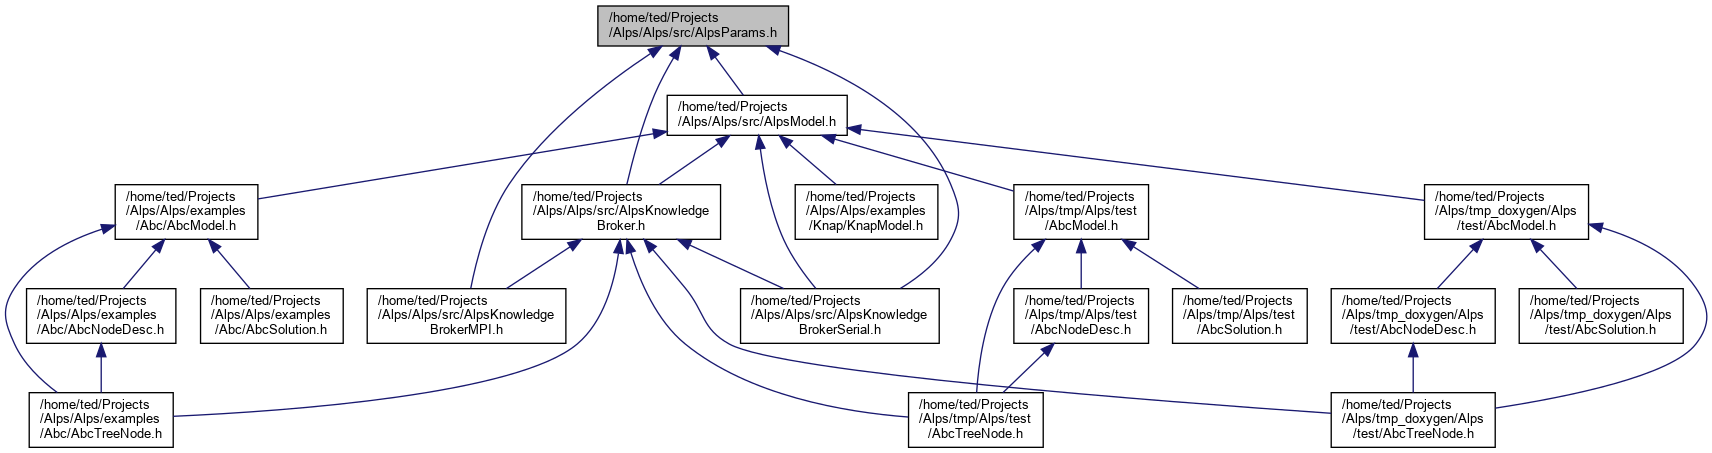 /home/ted/Projects
/Alps/Alps/src/AlpsParams.h
/home/ted/Projects
/Alps/Alps/src/AlpsModel.h
/home/ted/Projects
/Alps/Alps/examples
/Abc/AbcModel.h
/home/ted/Projects
/Alps/Alps/src/AlpsKnowledge
Broker.h
/home/ted/Projects
/Alps/Alps/examples
/Knap/KnapModel.h
/home/ted/Projects
/Alps/tmp/Alps/test
/AbcModel.h
/home/ted/Projects
/Alps/tmp_doxygen/Alps
/test/AbcModel.h
/home/ted/Projects
/Alps/Alps/examples
/Abc/AbcNodeDesc.h
/home/ted/Projects
/Alps/Alps/examples
/Abc/AbcSolution.h
/home/ted/Projects
/Alps/Alps/src/AlpsKnowledge
BrokerMPI.h
/home/ted/Projects
/Alps/Alps/src/AlpsKnowledge
BrokerSerial.h
/home/ted/Projects
/Alps/tmp/Alps/test
/AbcNodeDesc.h
/home/ted/Projects
/Alps/tmp/Alps/test
/AbcSolution.h
/home/ted/Projects
/Alps/tmp_doxygen/Alps
/test/AbcNodeDesc.h
/home/ted/Projects
/Alps/tmp_doxygen/Alps
/test/AbcSolution.h
/home/ted/Projects
/Alps/Alps/examples
/Abc/AbcTreeNode.h
/home/ted/Projects
/Alps/tmp/Alps/test
/AbcTreeNode.h
/home/ted/Projects
/Alps/tmp_doxygen/Alps
/test/AbcTreeNode.h